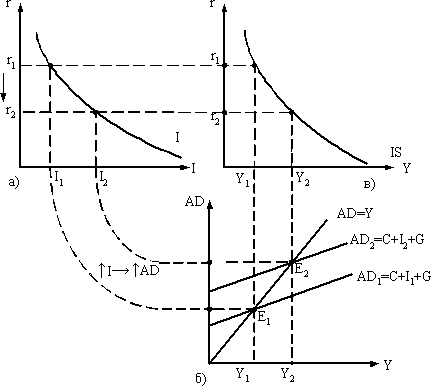 r
r
r₁
r₁
r₂
r₂
I
IS
а)
I₁
I₂
I
Y₁
Y₂
в)
Y
AD
AD=Y
AD₂=C+I₂+G
↑I→↑AD
E₂
AD₁=C+I₁+G
E₁
б)
Y₁
Y₂
Y